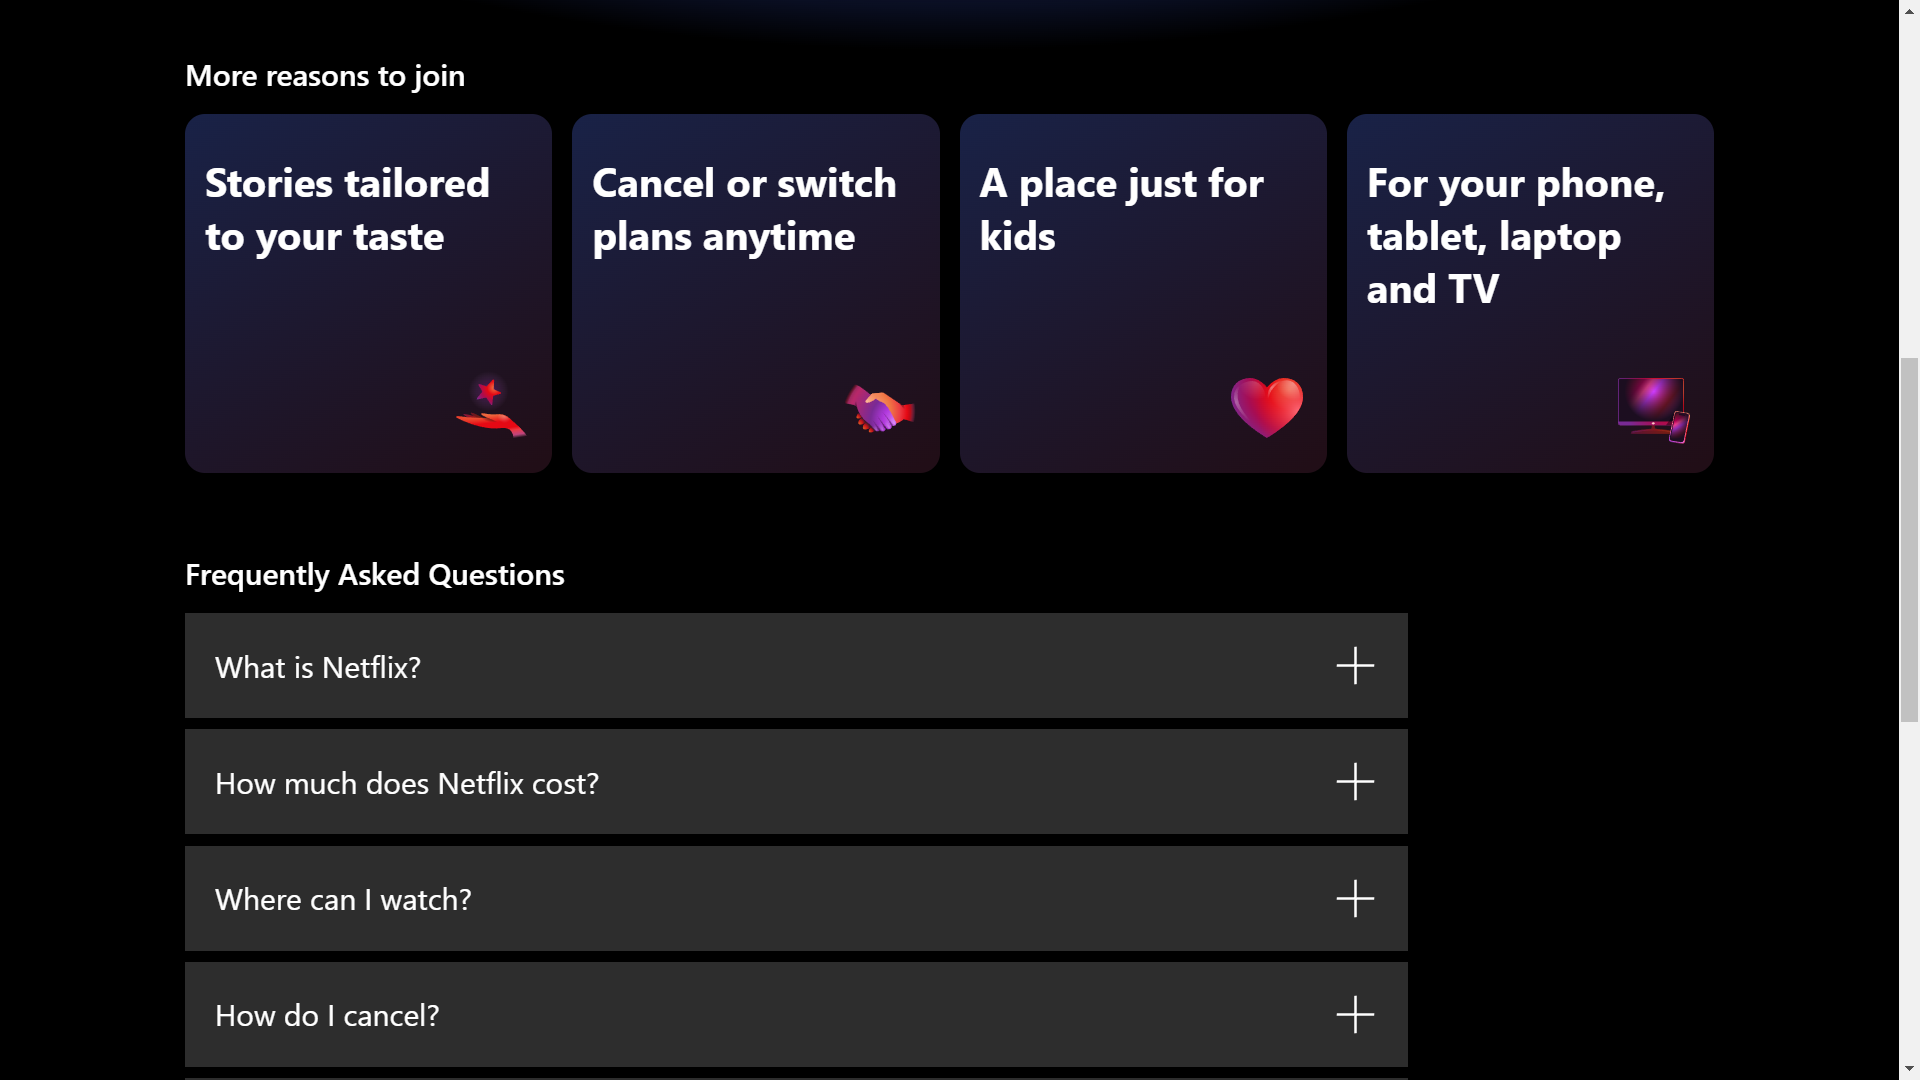 More reasons to join
Stories tailored
to your taste
Cancel or switch
plans anytime
A place just for
kids
For your phone,
tablet, laptop
and TV
Frequently Asked Questions
What is Netflix?
How much does Netflix cost?
Where can I watch?
How do I cancel?